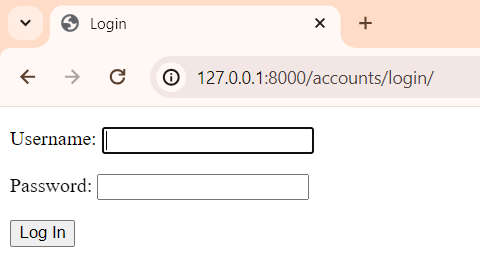 Login
127.0.0.1:8000/accounts/login/
Username:
Password:
Log In